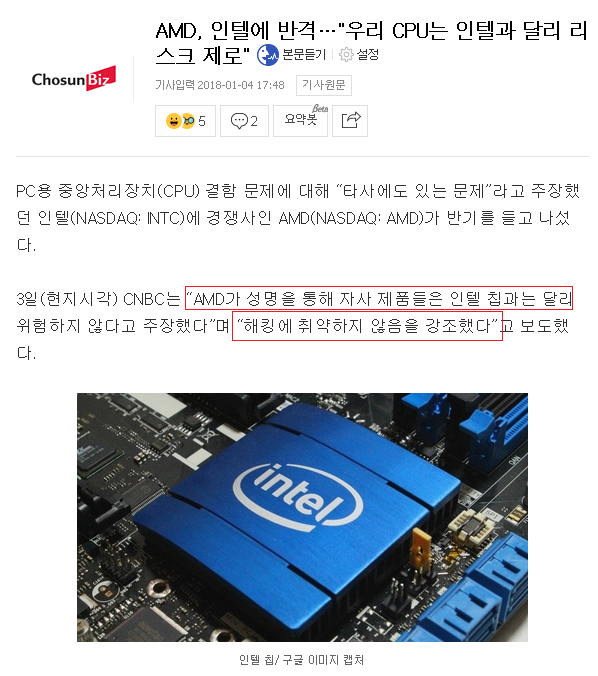 ChosunBiz
AMD, 인텔에 반격…"우리 CPU는 인텔과 달리 리
스크 제로" 본문듣기 설정
기사입력 2018-01-04 17:48 기사원문
5 2 요약봇 Beta
PC용 중앙처리장치(CPU) 결함 문제에 대해 “타사에도 있는 문제”라고 주장했
던 인텔(NASDAQ: INTC)에 경쟁사인 AMD(NASDAQ: AMD)가 반기를 들고 나섰
다.
3일(현지시각) CNBC는 “AMD가 성명을 통해 자사 제품들은 인텔 칩과는 달리
위험하지 않다고 주장했다”며 “해킹에 취약하지 않음을 강조했다”고 보도했
다.
intel
인텔 칩/ 구글 이미지 캡처